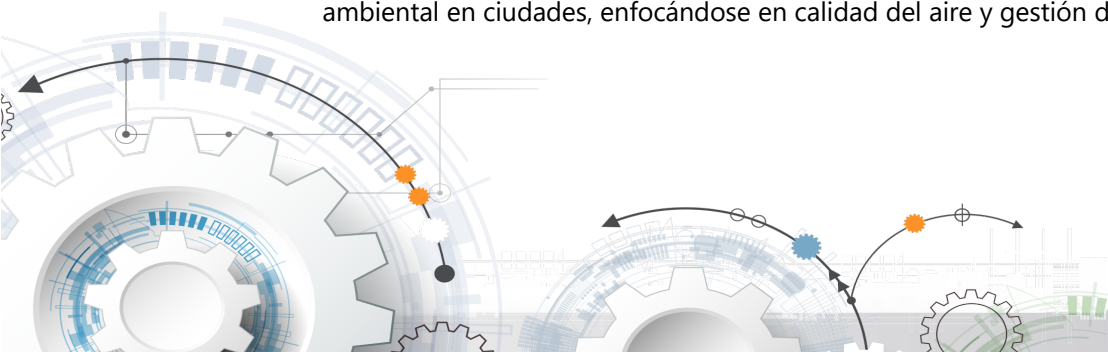 ambiental en ciudades, enfocándose en calidad del aire y gestión d